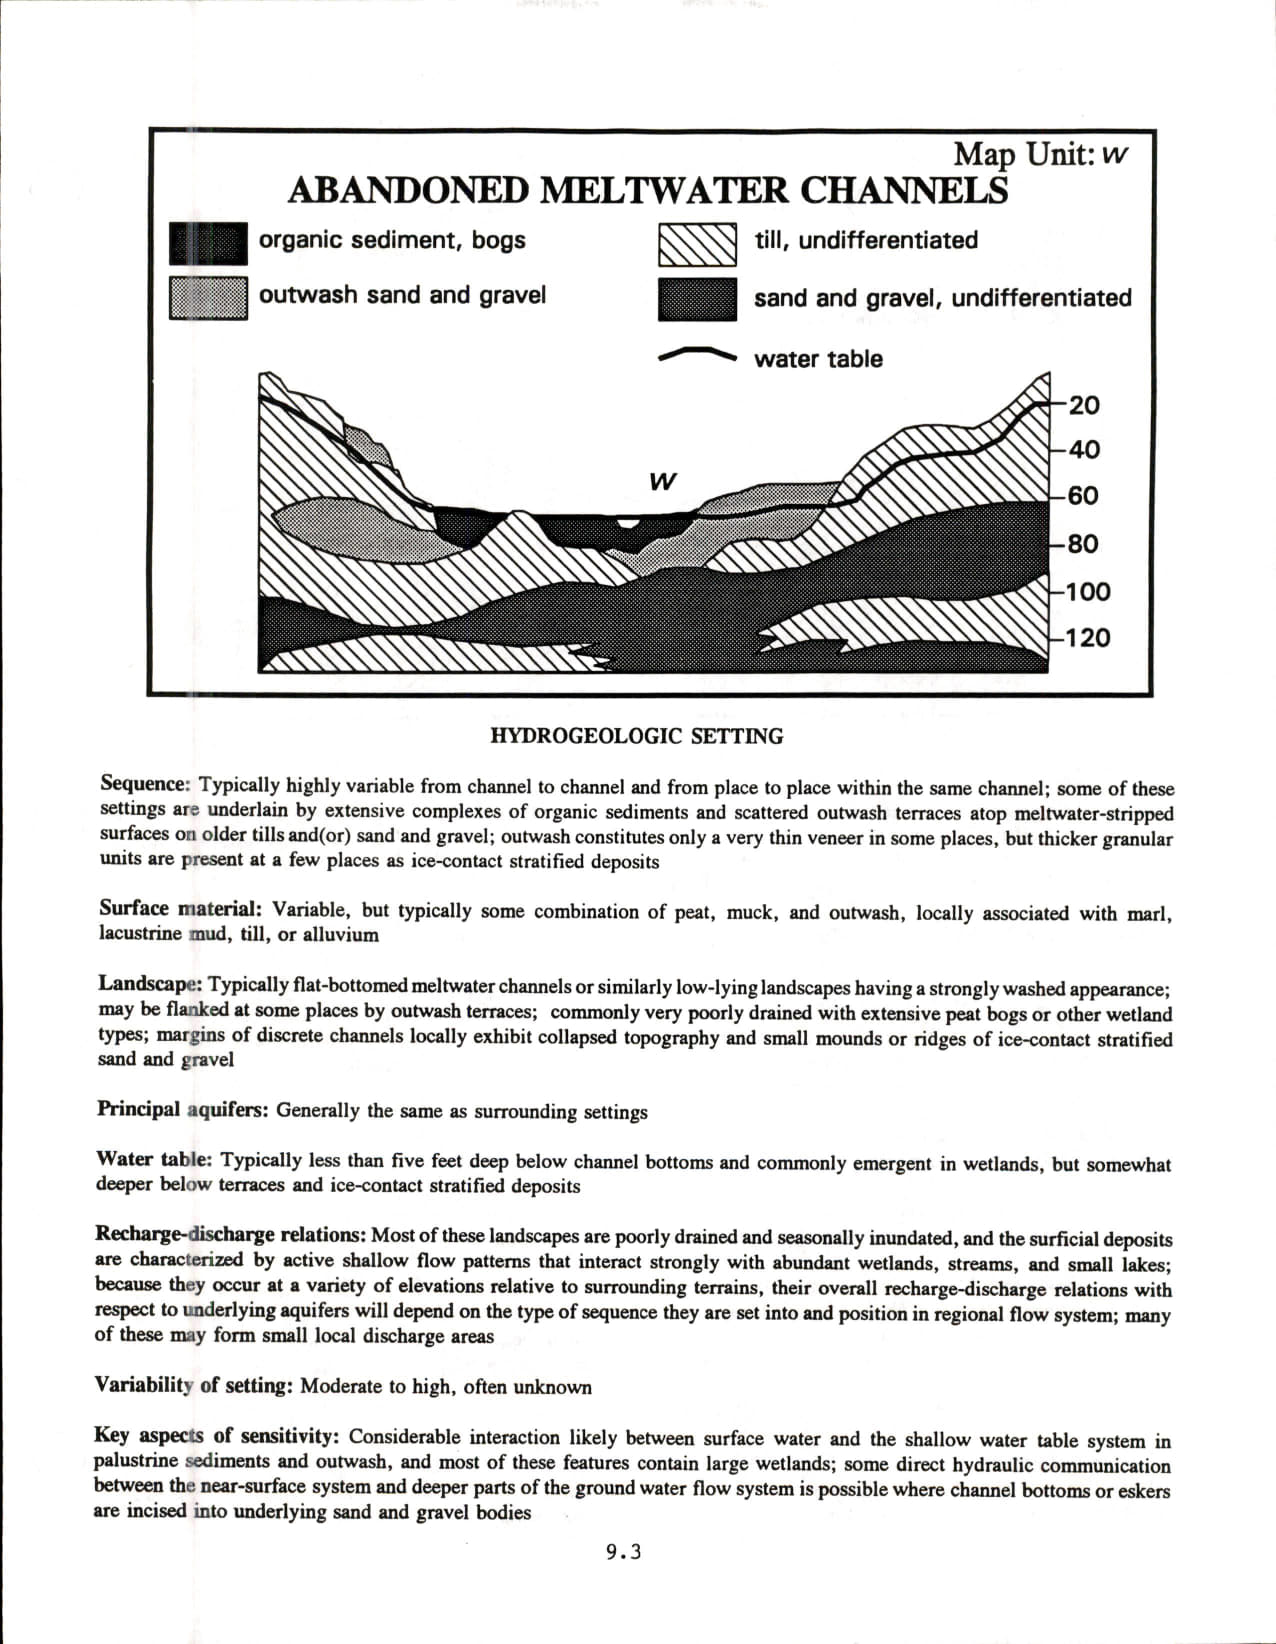 Map Unit: w
ABANDONED MELTWATER CHANNELS
organic sediment, bogs
till, undifferentiated
outwash sand and gravel
sand and gravel, undifferentiated
water table
w
20
40
60
80
100
120
HYDROGEOLOGIC SETTING
Sequence: Typically highly variable from channel to channel and from place to place within the same channel; some of these
settings are underlain by extensive complexes of organic sediments and scattered outwash terraces atop meltwater-stripped
surfaces on older tills and(or) sand and gravel; outwash constitutes only a very thin veneer in some places, but thicker granular
units are present at a few places as ice-contact stratified deposits
Surface material: Variable, but typically some combination of peat, muck, and outwash, locally associated with marl,
lacustrine mud, till, or alluvium
Landscape: Typically flat-bottomed meltwater channels or similarly low-lying landscapes having a strongly washed appearance;
may be flanked at some places by outwash terraces; commonly very poorly drained with extensive peat bogs or other wetland
types; margins of discrete channels locally exhibit collapsed topography and small mounds or ridges of ice-contact stratified
sand and gravel
Principal aquifers: Generally the same as surrounding settings
Water table: Typically less than five feet deep below channel bottoms and commonly emergent in wetlands, but somewhat
deeper below terraces and ice-contact stratified deposits
Recharge-discharge relations: Most of these landscapes are poorly drained and seasonally inundated, and the surficial deposits
are characterized by active shallow flow patterns that interact strongly with abundant wetlands, streams, and small lakes;
because they occur at a variety of elevations relative to surrounding terrains, their overall recharge-discharge relations with
respect to underlying aquifers will depend on the type of sequence they are set into and position in regional flow system; many
of these may form small local discharge areas
Variability of setting: Moderate to high, often unknown
Key aspects of sensitivity: Considerable interaction likely between surface water and the shallow water table system in
palustrine sediments and outwash, and most of these features contain large wetlands; some direct hydraulic communication
between the near-surface system and deeper parts of the ground water flow system is possible where channel bottoms or eskers
are incised into underlying sand and gravel bodies
9.3